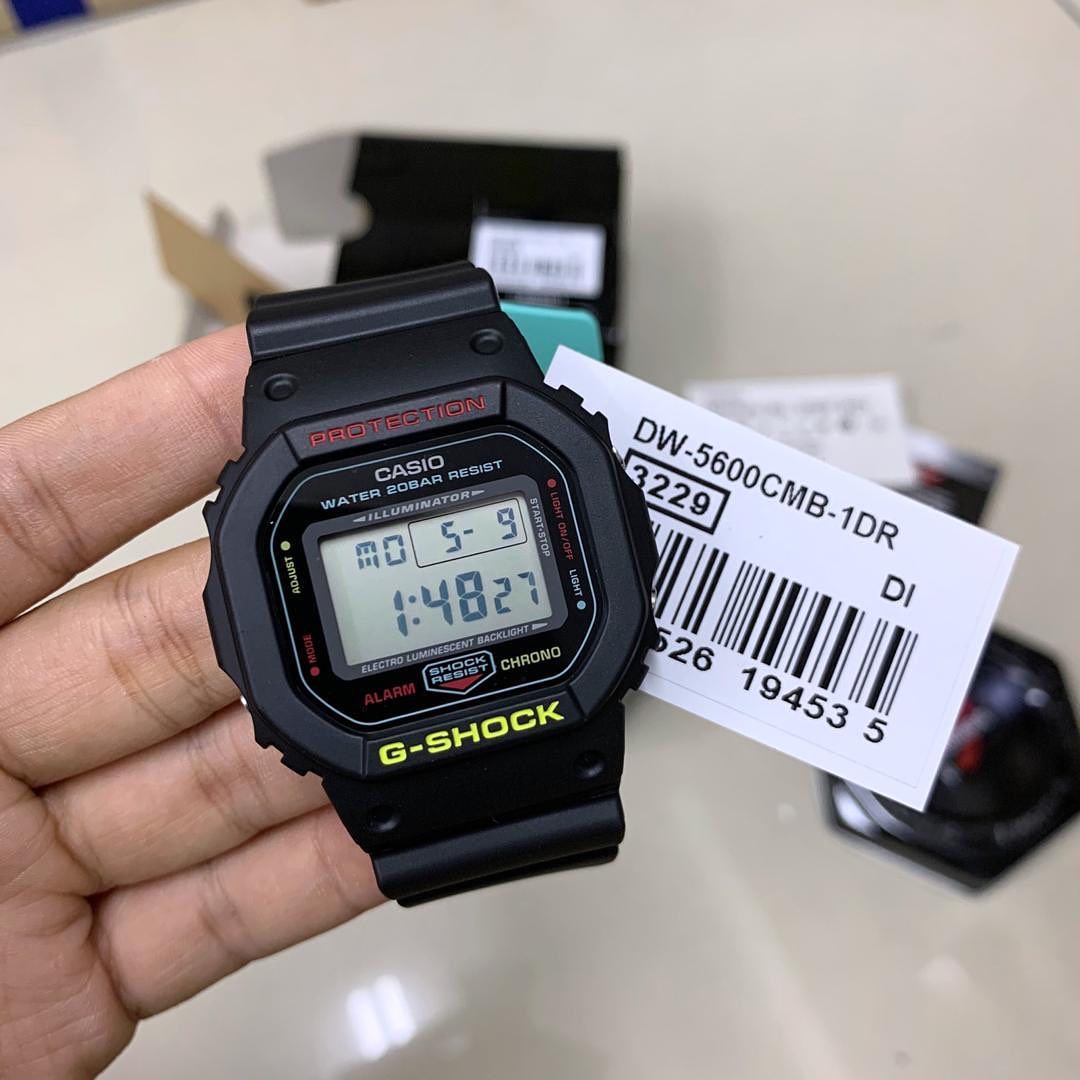 PROTECTION
CASIO
WATER 20BAR RESIST
ILLUMINATOR
MO 5- 9
1:48 27
ADJUST
MODE
START·STOP
LIGHT ON/OFF
LIGHT
ELECTRO LUMINESCENT BACKLIGHT
ALARM
SHOCK
RESIST
CHRONO
G-SHOCK
DW-5600CMB-1DR
3229
DI
526 19453 5